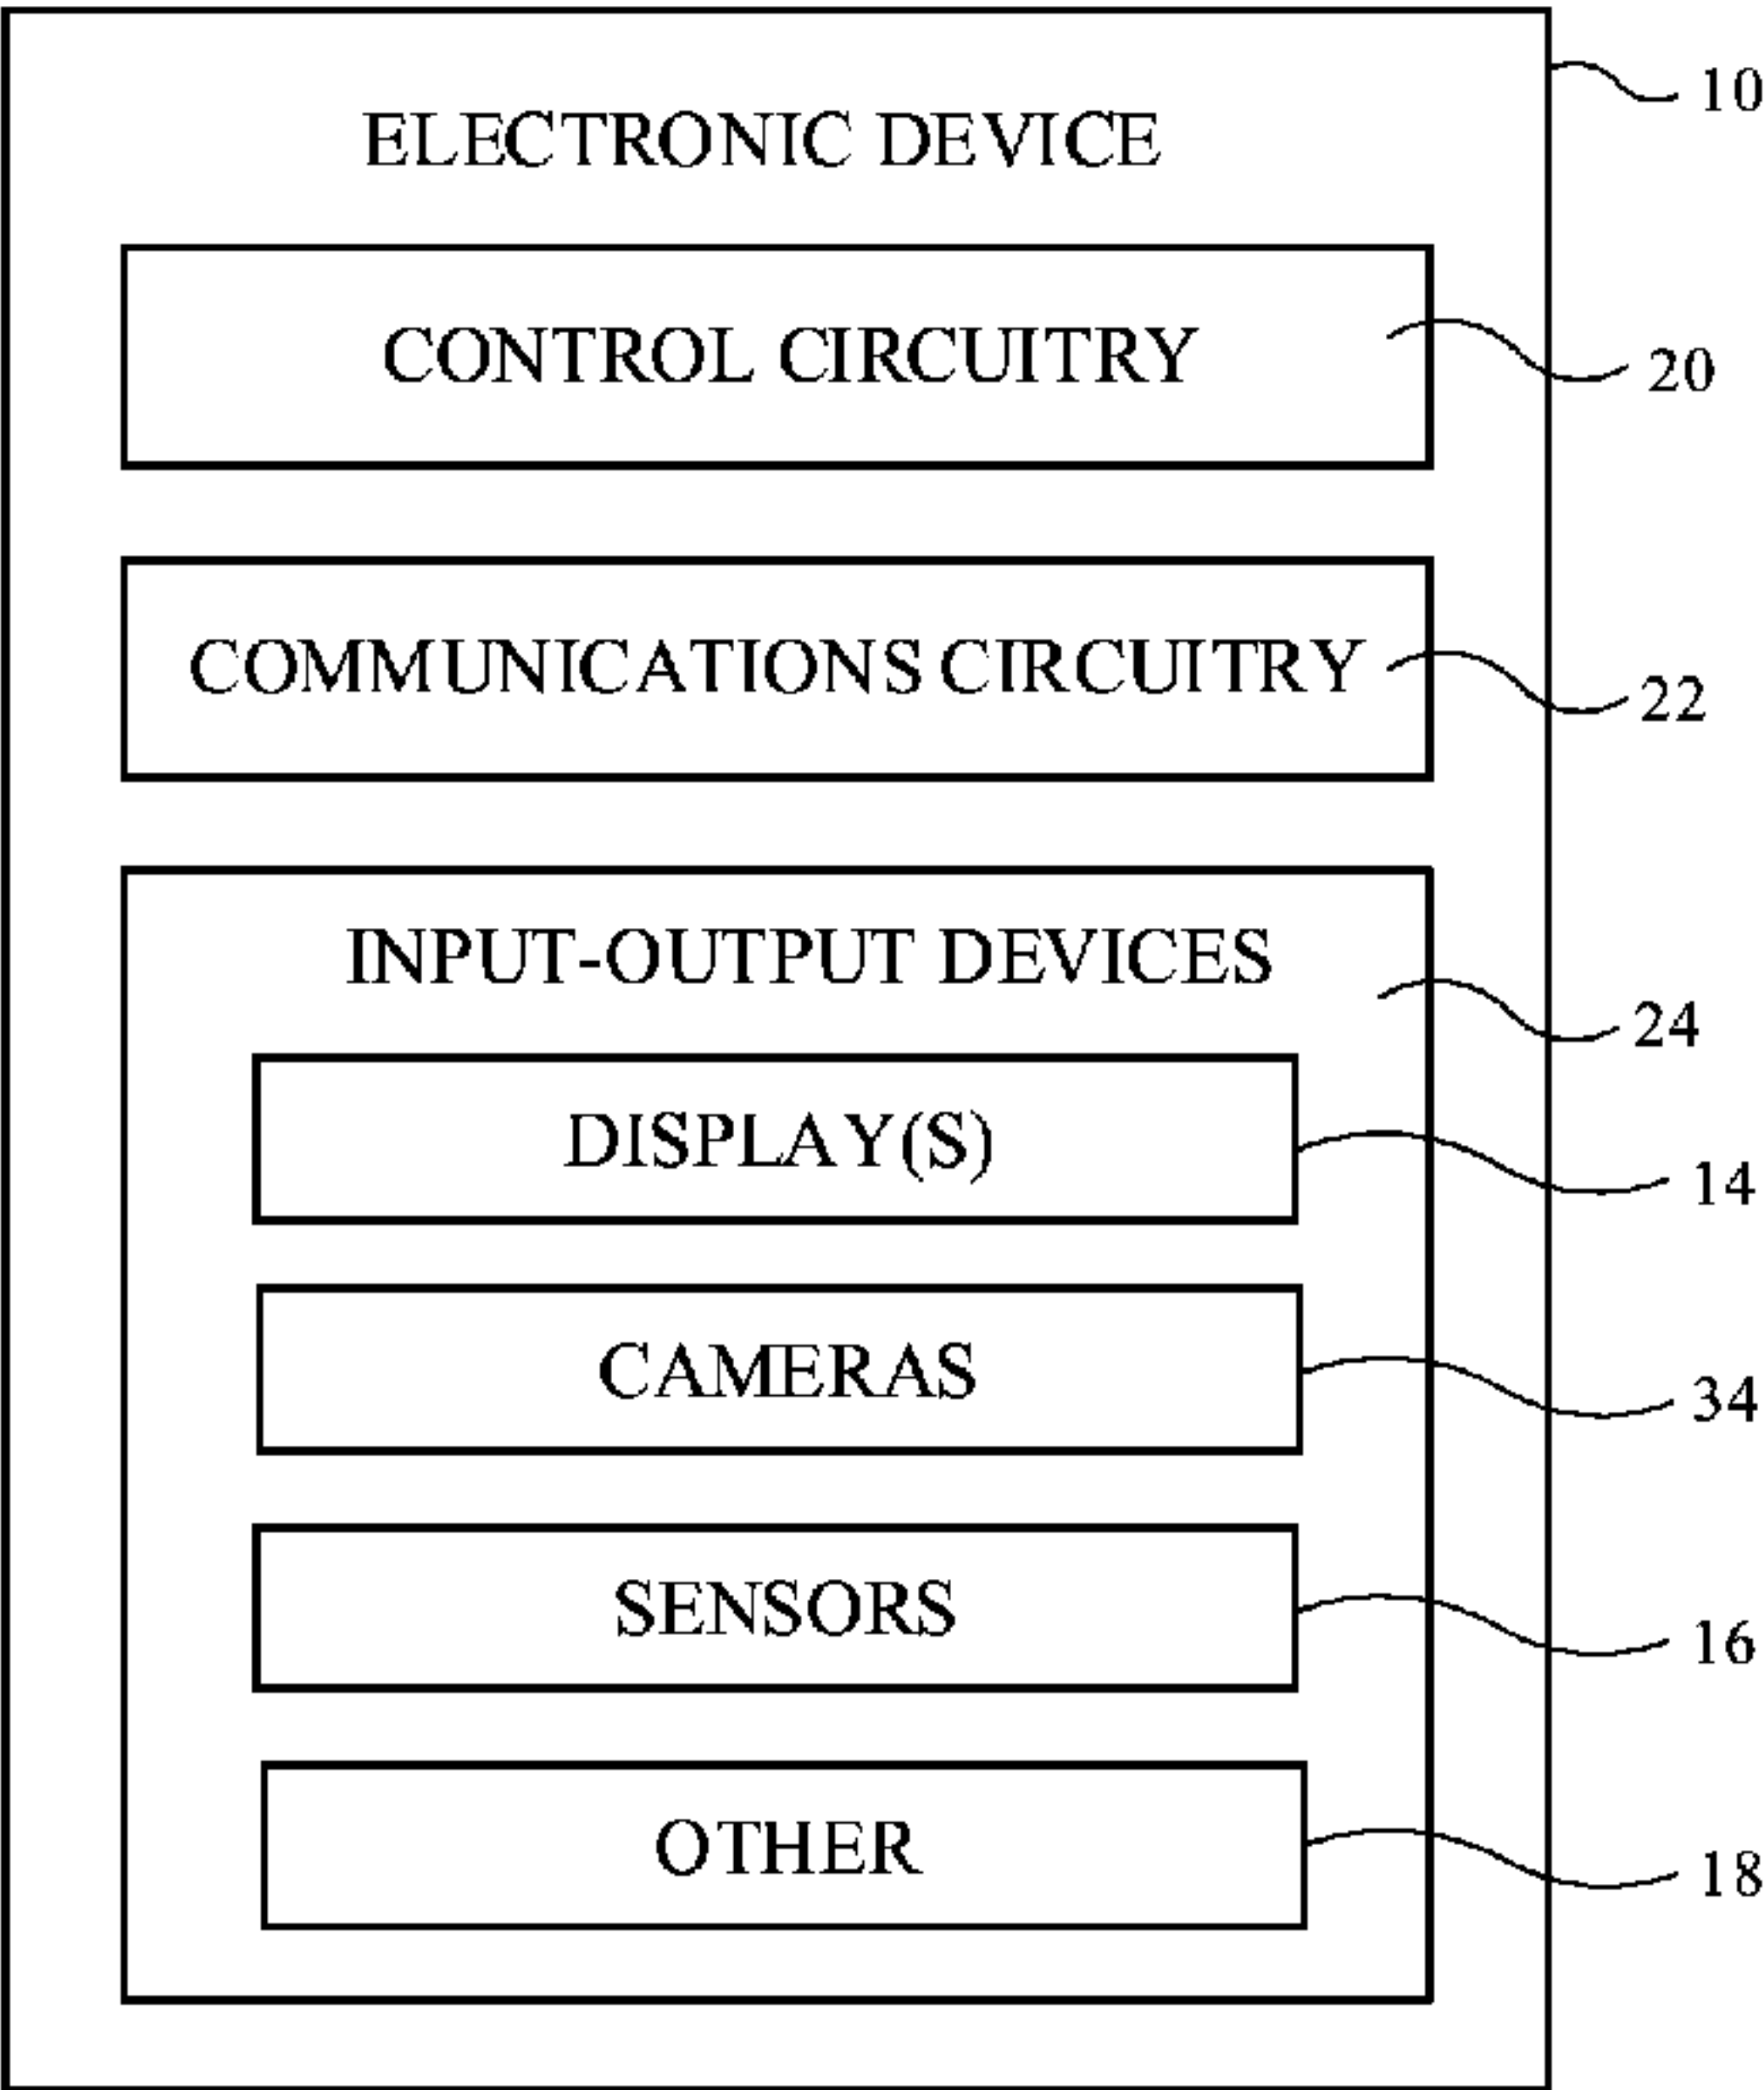 ELECTRONIC DEVICE
10
CONTROL CIRCUITRY
20
COMMUNICATIONS CIRCUITRY
22
INPUT-OUTPUT DEVICES
24
DISPLAY(S)
14
CAMERAS
34
SENSORS
16
OTHER
18